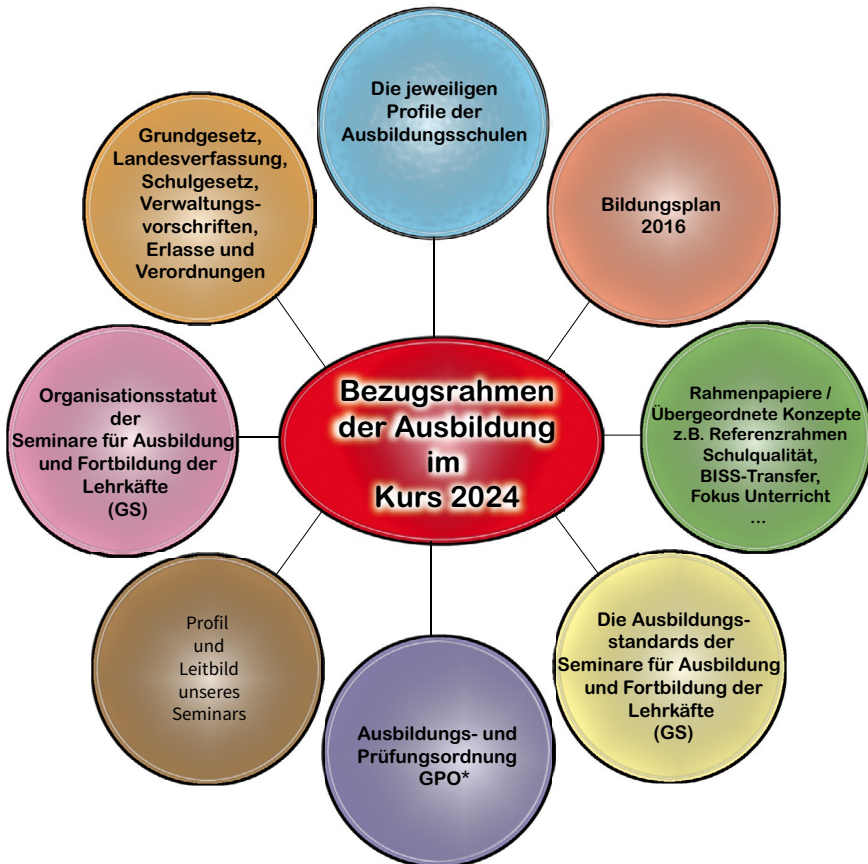 Die jeweiligen
Profile der
Ausbildungsschulen
Grundgesetz,
Landesverfassung,
Schulgesetz,
Verwaltungs-
vorschriften,
Erlasse und
Verordnungen
Bildungsplan
2016
Organisationsstatut
der
Seminare für Ausbildung
und Fortbildung der
Lehrkäfte
(GS)
Bezugsrahmen
der Ausbildung
im
Kurs 2024
Rahmenpapiere /
Übergeordnete Konzepte
z.B. Referenzrahmen
Schulqualität,
BISS-Transfer,
Fokus Unterricht
...
Profil
und
Leitbild
unseres
Seminars
Die Ausbildungs-
standards der
Seminare für Ausbildung
und Fortbildung der
Lehrkäfte
(GS)
Ausbildungs- und
Prüfungsordnung
GPO*